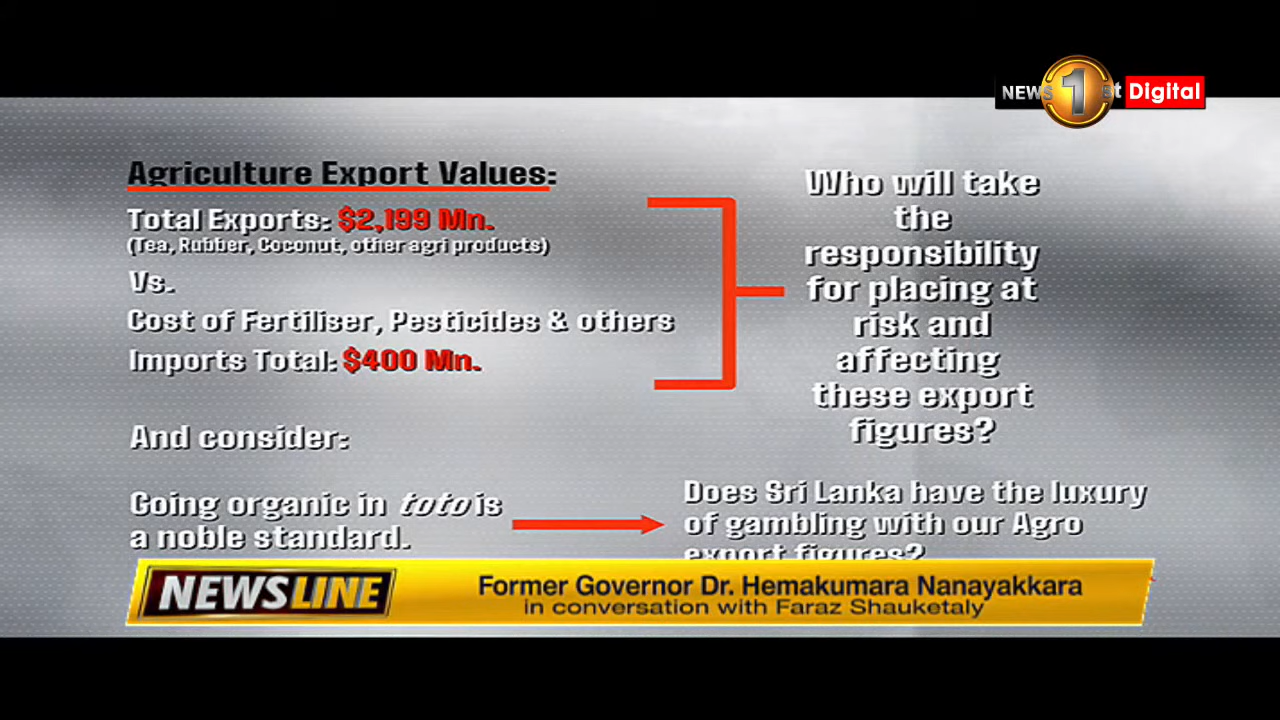 NEWS 1st Digital
Agriculture Export Values:
Total Exports: $2,199 Mn.
(Tea, Rubber, Coconut, other agri products)
Vs.
Cost of Fertiliser, Pesticides & others
Imports Total: $400 Mn.
Who will take
the
responsibility
for placing at
risk and
affecting
these export
figures?
And consider:
Going organic in toto is
a noble standard.
Does Sri Lanka have the luxury
of gambling with our Agro
export figures?
NEWSLINE
Former Governor Dr. Hemakumara Nanayakkara
in conversation with Faraz Shauketaly